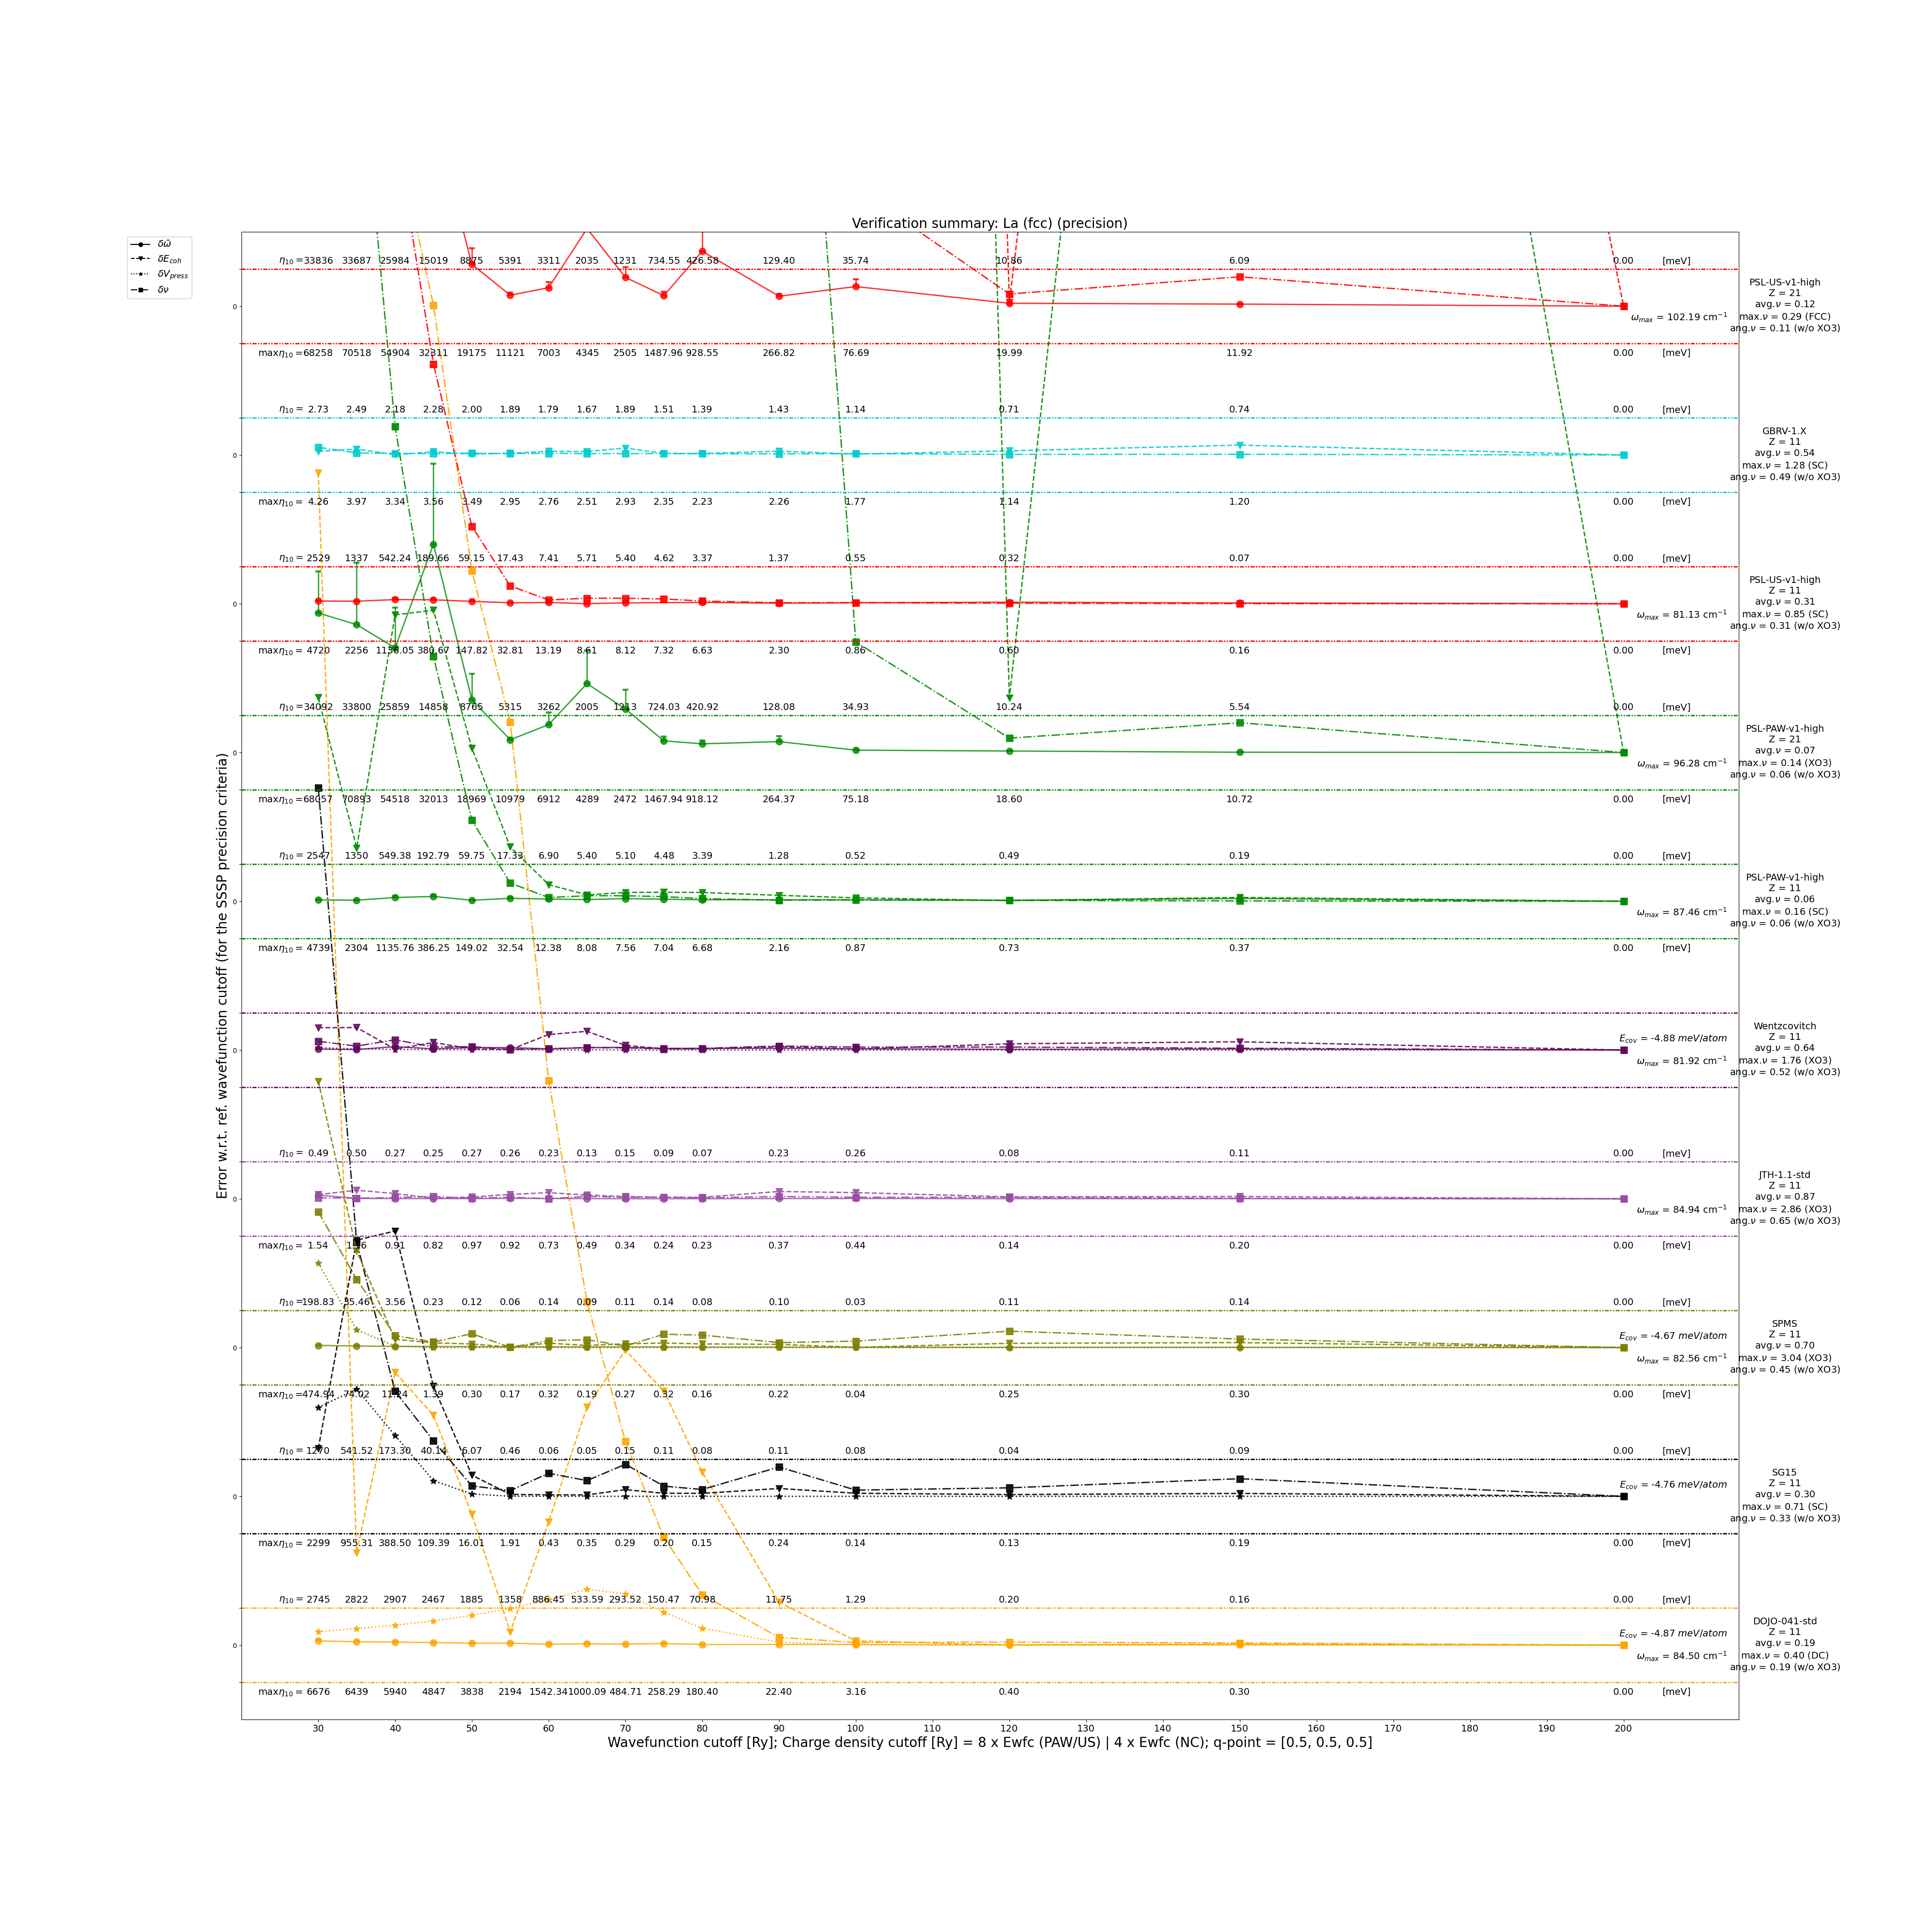 Verification summary: La (fcc) (precision)
δω̄
δE_coh
δV_press
δν
Error w.r.t. ref. wavefunction cutoff (for the SSSP precision criteria)
η₁₀ = 33836 33687 25984 15019 8875 5391 3311 2035 1231 734.55 426.58 129.40 35.74 10.86 6.09 0.00 [meV]
0
PSL-US-v1-high
Z = 21
avg.ν = 0.12
max.ν = 0.29 (FCC)
ang.ν = 0.11 (w/o XO3)
ω_max = 102.19 cm⁻¹
maxη₁₀ = 68258 70518 54904 32311 19175 11121 7003 4345 2505 1487.96 928.55 266.82 76.69 19.99 11.92 0.00 [meV]
η₁₀ = 2.73 2.49 2.18 2.28 2.00 1.89 1.79 1.67 1.89 1.51 1.39 1.43 1.14 0.71 0.74 0.00 [meV]
0
GBRV-1.X
Z = 11
avg.ν = 0.54
max.ν = 1.28 (SC)
ang.ν = 0.49 (w/o XO3)
maxη₁₀ = 4.26 3.97 3.34 3.56 3.49 2.95 2.76 2.51 2.93 2.35 2.23 2.26 1.77 1.14 1.20 0.00 [meV]
η₁₀ = 2529 1337 542.24 189.66 59.15 17.43 7.41 5.71 5.40 4.62 3.37 1.37 0.55 0.32 0.07 0.00 [meV]
0
PSL-US-v1-high
Z = 11
avg.ν = 0.31
max.ν = 0.85 (SC)
ang.ν = 0.31 (w/o XO3)
ω_max = 81.13 cm⁻¹
maxη₁₀ = 4720 2256 1156.05 380.67 147.82 32.81 13.19 8.61 8.12 7.32 6.63 2.30 0.86 0.60 0.16 0.00 [meV]
η₁₀ = 34092 33800 25859 14858 8765 5315 3262 2005 1213 724.03 420.92 128.08 34.93 10.24 5.54 0.00 [meV]
0
PSL-PAW-v1-high
Z = 21
avg.ν = 0.07
max.ν = 0.14 (XO3)
ang.ν = 0.06 (w/o XO3)
ω_max = 96.28 cm⁻¹
maxη₁₀ = 68057 70893 54518 32013 18969 10979 6912 4289 2472 1467.94 918.12 264.37 75.18 18.60 10.72 0.00 [meV]
η₁₀ = 2547 1350 549.38 192.79 59.75 17.33 6.90 5.40 5.10 4.48 3.39 1.28 0.52 0.49 0.19 0.00 [meV]
0
PSL-PAW-v1-high
Z = 11
avg.ν = 0.06
max.ν = 0.16 (SC)
ang.ν = 0.06 (w/o XO3)
ω_max = 87.46 cm⁻¹
maxη₁₀ = 4739 2304 1135.76 386.25 149.02 32.54 12.38 8.08 7.56 7.04 6.68 2.16 0.87 0.73 0.37 0.00 [meV]
0
E_cov = -4.88 meV/atom
Wentzcovitch
Z = 11
avg.ν = 0.64
max.ν = 1.76 (XO3)
ang.ν = 0.52 (w/o XO3)
ω_max = 81.92 cm⁻¹
η₁₀ = 0.49 0.50 0.27 0.25 0.27 0.26 0.23 0.13 0.15 0.09 0.07 0.23 0.26 0.08 0.11 0.00 [meV]
0
JTH-1.1-std
Z = 11
avg.ν = 0.87
max.ν = 2.86 (XO3)
ang.ν = 0.65 (w/o XO3)
ω_max = 84.94 cm⁻¹
maxη₁₀ = 1.54 0.91 0.82 0.97 0.92 0.73 0.49 0.34 0.24 0.23 0.37 0.44 0.14 0.20 0.00 [meV]
η₁₀ = 198.83 35.46 3.56 0.23 0.12 0.06 0.14 0.09 0.11 0.14 0.08 0.10 0.03 0.11 0.14 0.00 [meV]
0
E_cov = -4.67 meV/atom
SPMS
Z = 11
avg.ν = 0.70
max.ν = 3.04 (XO3)
ang.ν = 0.45 (w/o XO3)
ω_max = 82.56 cm⁻¹
maxη₁₀ = 474.94 74.02 11.24 1.39 0.30 0.17 0.32 0.19 0.27 0.32 0.16 0.22 0.04 0.25 0.30 0.00 [meV]
η₁₀ = 1270 541.52 173.30 40.14 6.07 0.46 0.06 0.05 0.15 0.11 0.08 0.11 0.08 0.04 0.09 0.00 [meV]
0
E_cov = -4.76 meV/atom
SG15
Z = 11
avg.ν = 0.30
max.ν = 0.71 (SC)
ang.ν = 0.33 (w/o XO3)
maxη₁₀ = 2299 955.31 388.50 109.39 16.01 1.91 0.43 0.35 0.29 0.20 0.15 0.24 0.14 0.13 0.19 0.00 [meV]
η₁₀ = 2745 2822 2907 2467 1885 1358 886.45 533.59 293.52 150.47 70.98 11.75 1.29 0.20 0.16 0.00 [meV]
0
E_cov = -4.87 meV/atom
DOJO-041-std
Z = 11
avg.ν = 0.19
max.ν = 0.40 (DC)
ang.ν = 0.19 (w/o XO3)
ω_max = 84.50 cm⁻¹
maxη₁₀ = 6676 6439 5940 4847 3838 2194 1542.34 1000.09 484.71 258.29 180.40 22.40 3.16 0.40 0.30 0.00 [meV]
30 40 50 60 70 80 90 100 110 120 130 140 150 160 170 180 190 200
Wavefunction cutoff [Ry]; Charge density cutoff [Ry] = 8 x Ewfc (PAW/US) | 4 x Ewfc (NC); q-point = [0.5, 0.5, 0.5]